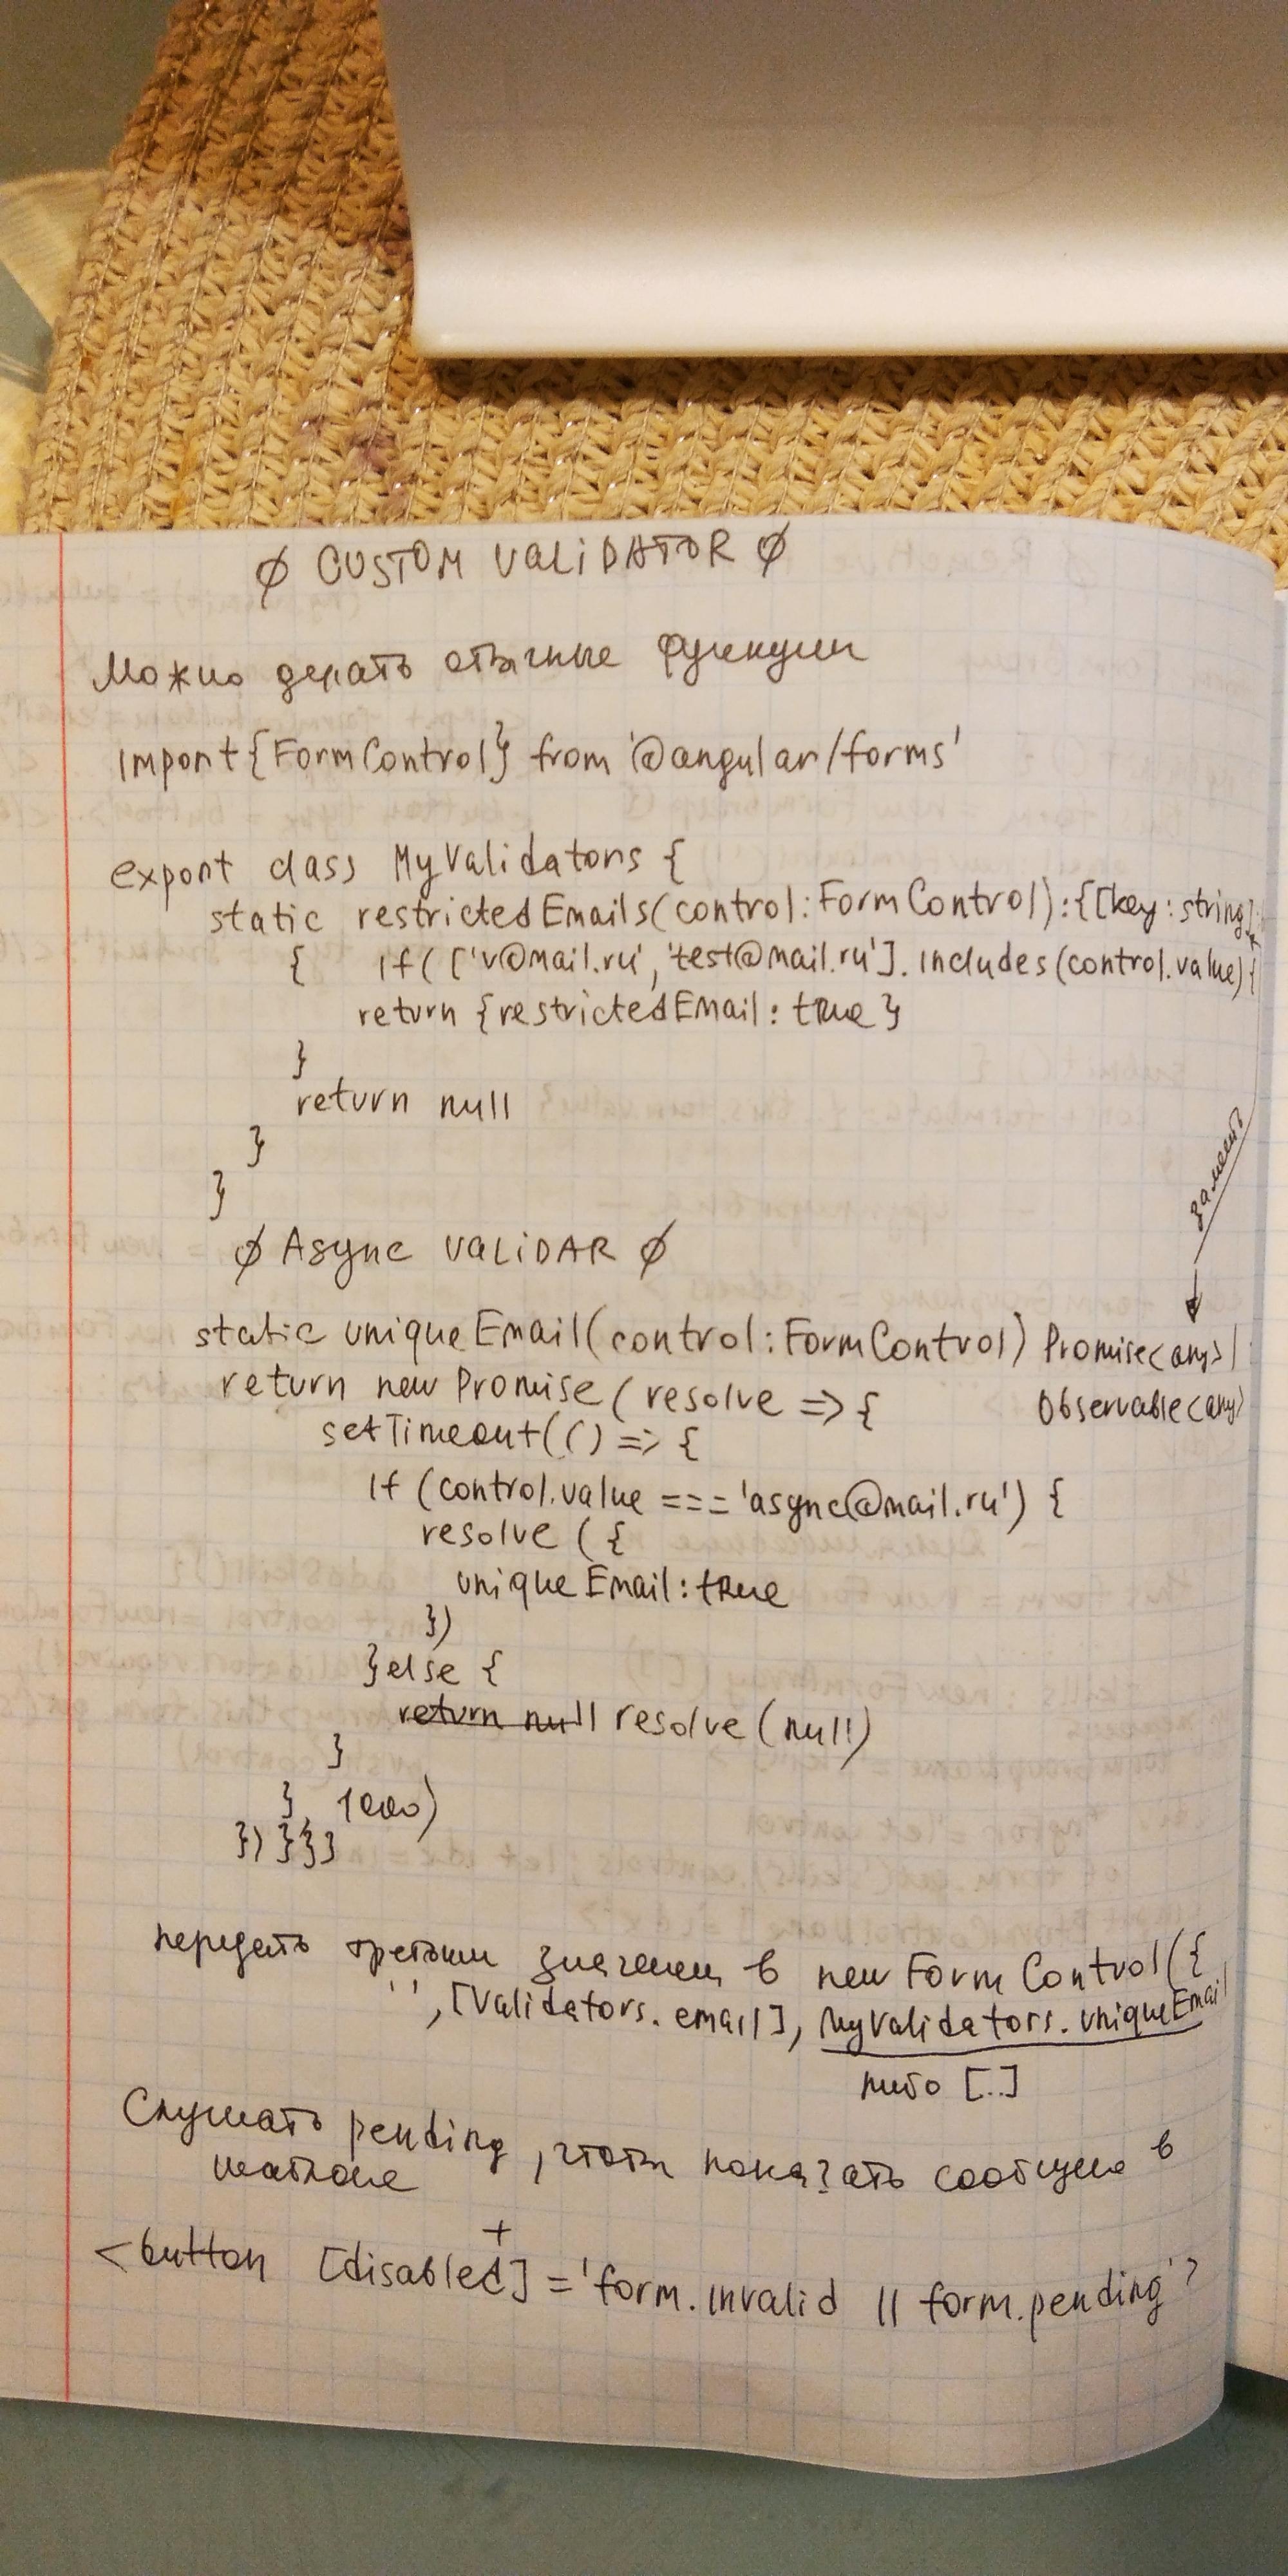 ∅ CUSTOM VALIDATOR ∅
Можно делать обычные функции
import {FormControl} from '@angular/forms'
export class MyValidators {
static restrictedEmails(control:FormControl):{[key:string]:
{ if(['v@mail.ru', 'test@mail.ru'].includes(control.value){
return {restrictedEmail: true}
}
return null
}
}
замена
∅ Async VALIDAR ∅
static uniqueEmail(control:FormControl) Promise<any>|
return new Promise (resolve => { Observable<any>
setTimeout(() => {
if (control.value === 'async@mail.ru') {
resolve ({
uniqueEmail: true
})
}else {
return null resolve (null)
}
}, 1000)
}) }}}
передать третьим значением в new FormControl({
'', [Validators.email], MyValidators.uniqueEmail
либо [..]
Слушать pending, чтобы показать сообщение в
шаблоне
+
<button [disabled] = 'form.invalid || form.pending'>